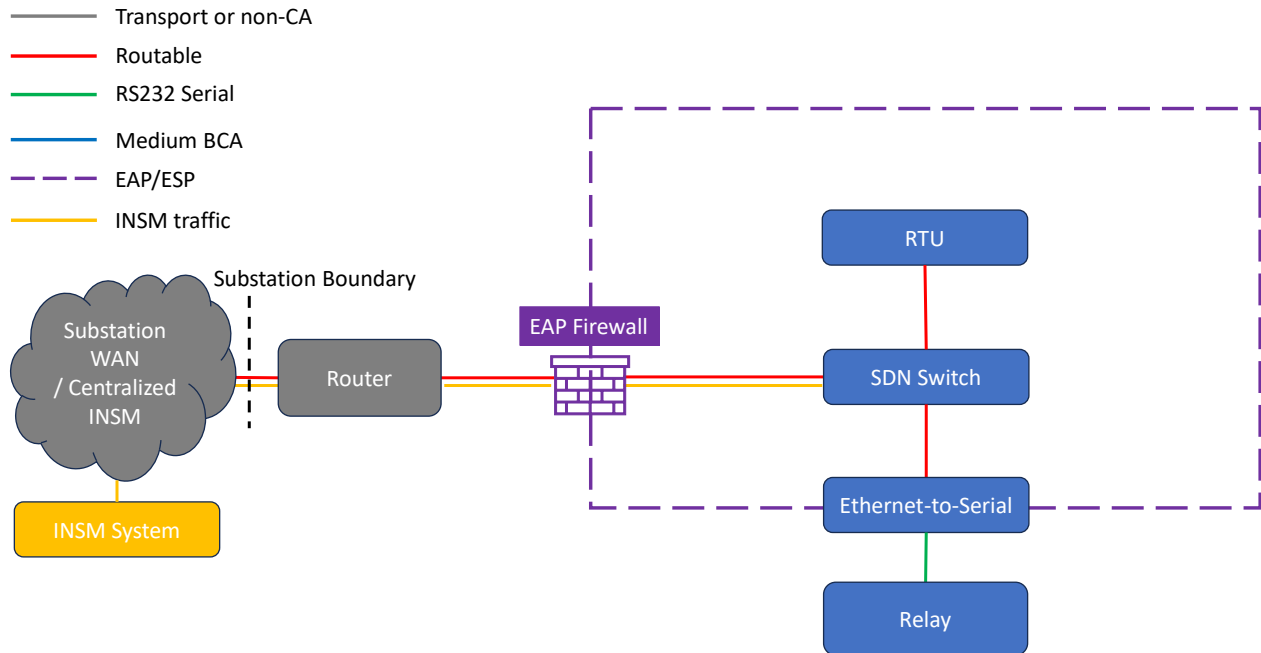 Transport or non-CA
Routable
RS232 Serial
Medium BCA
EAP/ESP
INSM traffic
Substation Boundary
Substation
WAN
/ Centralized
INSM
INSM System
Router
EAP Firewall
RTU
SDN Switch
Ethernet-to-Serial
Relay